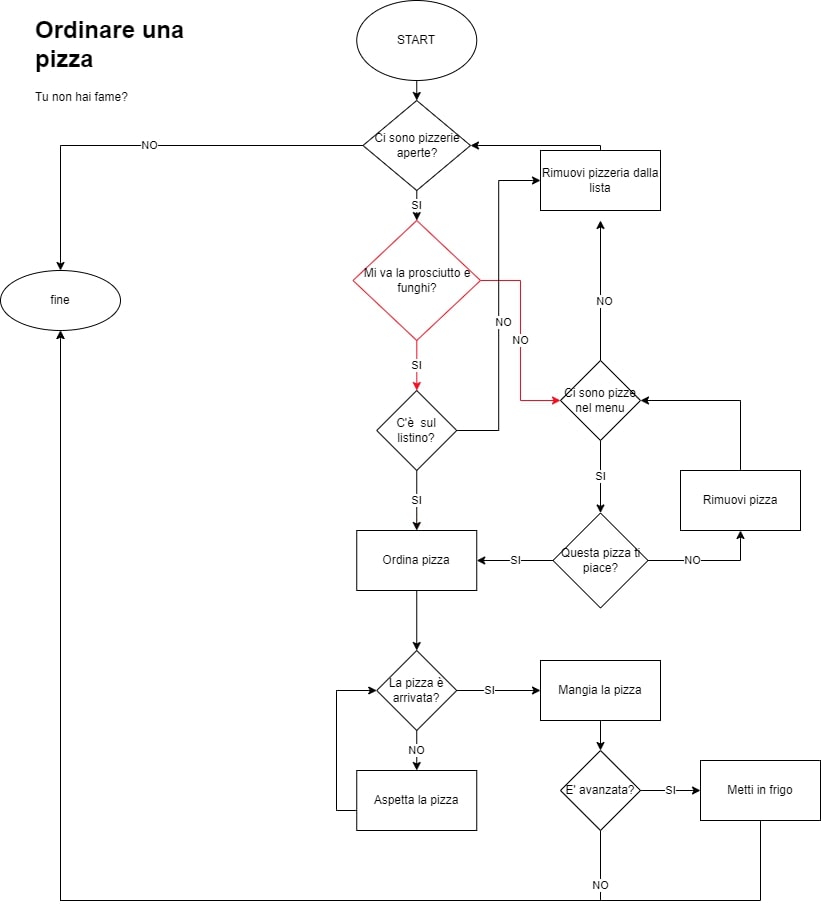 Ordinare una
pizza
Tu non hai fame?
START
Ci sono pizzerie
aperte?
NO
SI
Rimuovi pizzeria dalla
lista
Mi va la prosciutto e
funghi?
fine
NO
NO
NO
SI
Ci sono pizze
nel menu
C'è sul
listino?
SI
SI
Rimuovi pizza
Ordina pizza
SI
Questa pizza ti
piace?
NO
La pizza è
arrivata?
SI
Mangia la pizza
NO
Aspetta la pizza
E' avanzata?
SI
Metti in frigo
NO